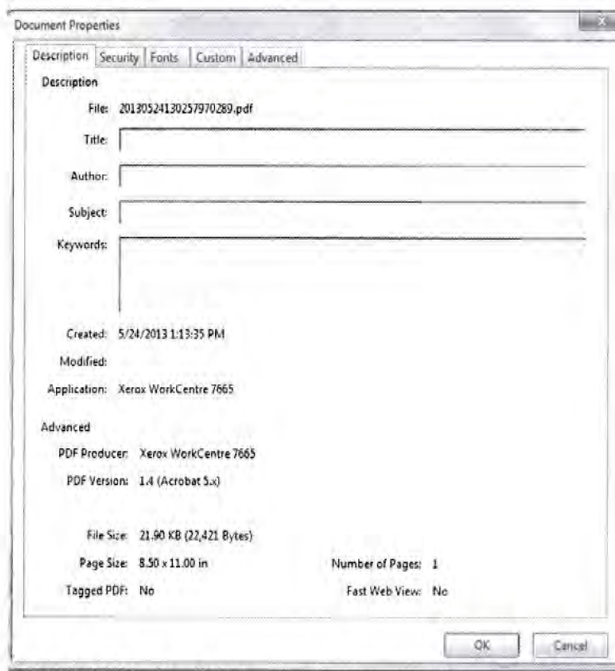 Document Properties
Description Security Fonts Custom Advanced
Description
File: 20130524130257970289.pdf
Title:
Author:
Subject:
Keywords:
Created: 5/24/2013 1:13:35 PM
Modified:
Application: Xerox WorkCentre 7665
Advanced
PDF Producer: Xerox WorkCentre 7665
PDF Version: 1.4 (Acrobat 5.x)
File Size: 21.90 KB (22,421 Bytes)
Page Size: 8.50 x 11.00 in Number of Pages: 1
Tagged PDF: No Fast Web View: No
OK Cancel